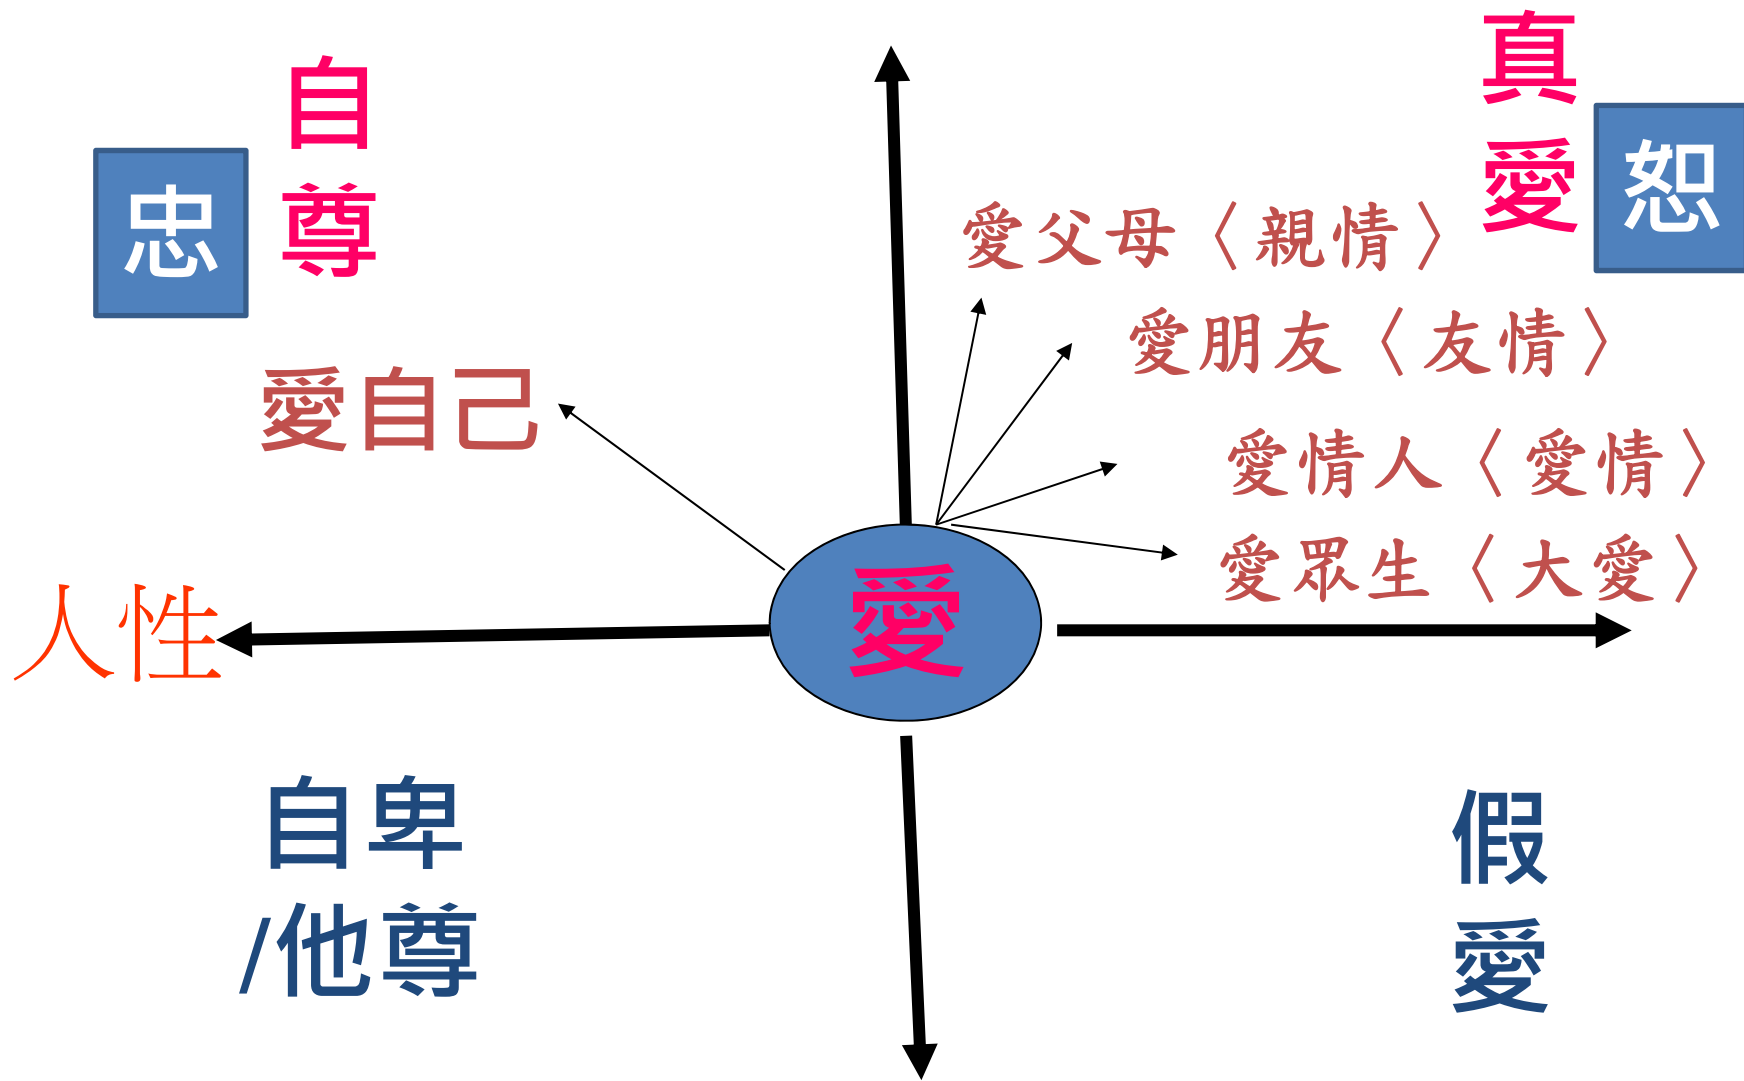 自尊
忠
真愛
恕
愛父母〈親情〉
愛朋友〈友情〉
愛自己
愛情人〈愛情〉
愛眾生〈大愛〉
愛
人性
自卑
/他尊
假愛